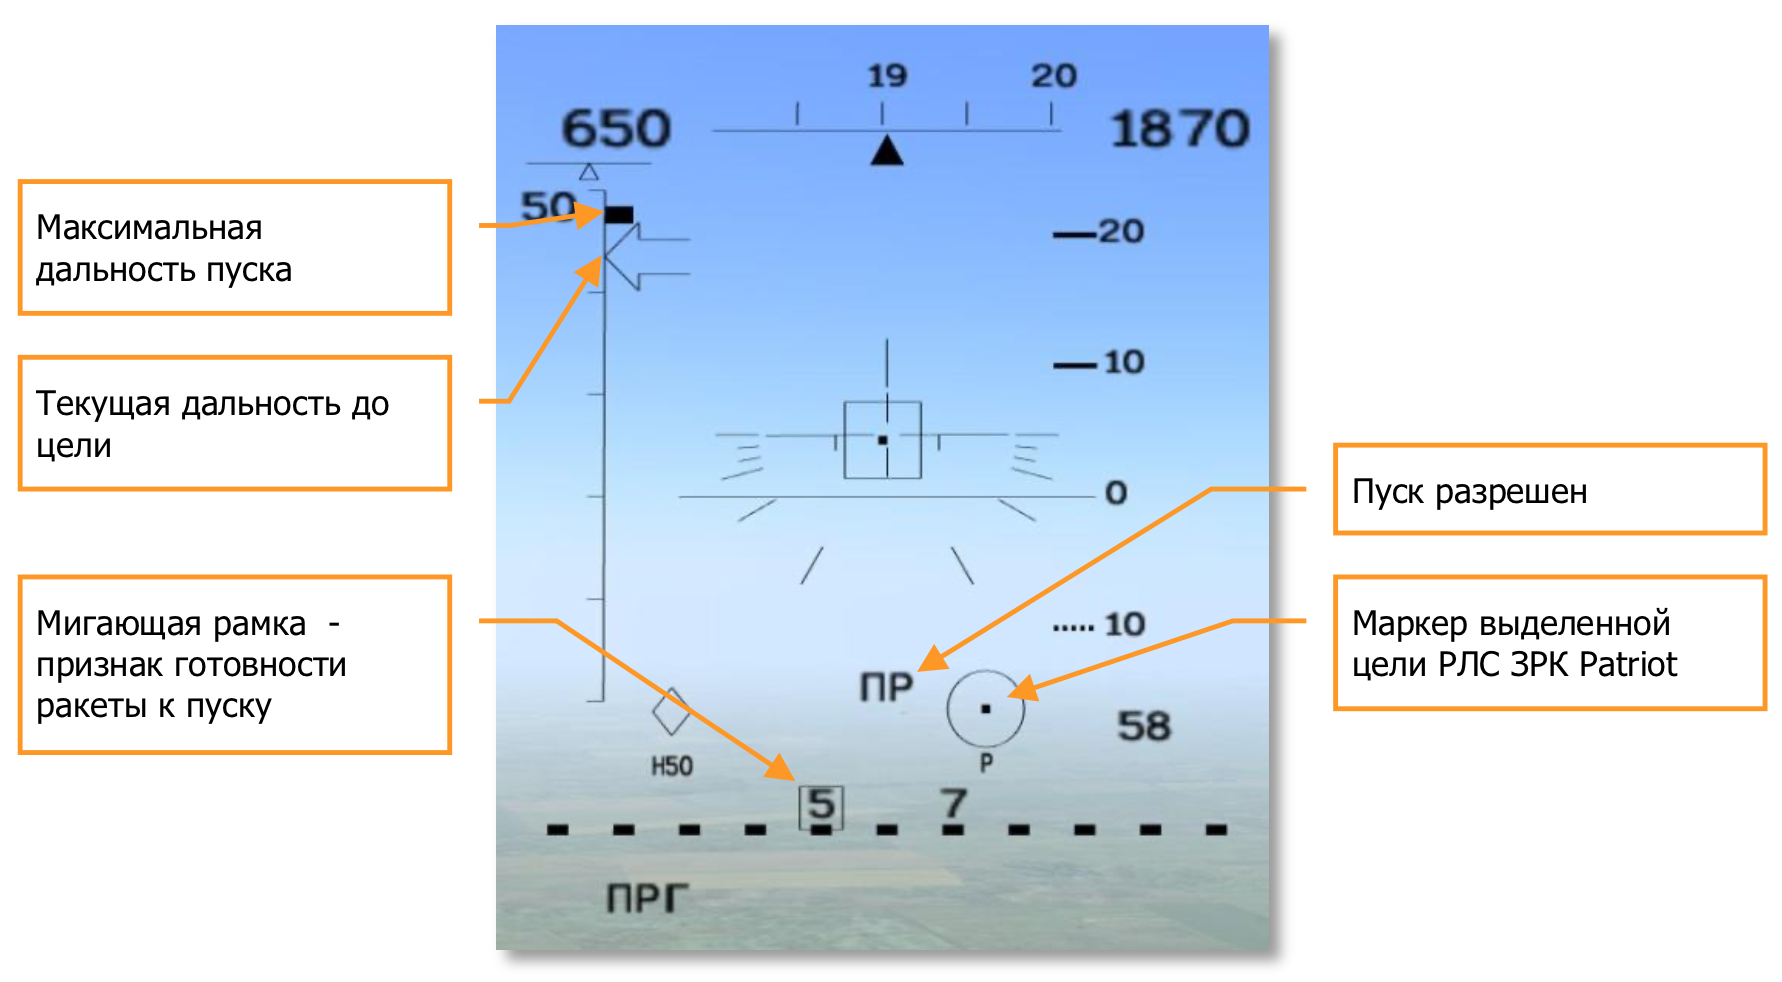 19 20
650
1870
50
Максимальная
дальность пуска
20
Текущая дальность до
цели
10
0
Пуск разрешен
Мигающая рамка -
признак готовности
ракеты к пуску
10
Маркер выделенной
цели РЛС ЗРК Patriot
ПР
58
Н50
Р
5 7
ПРГ